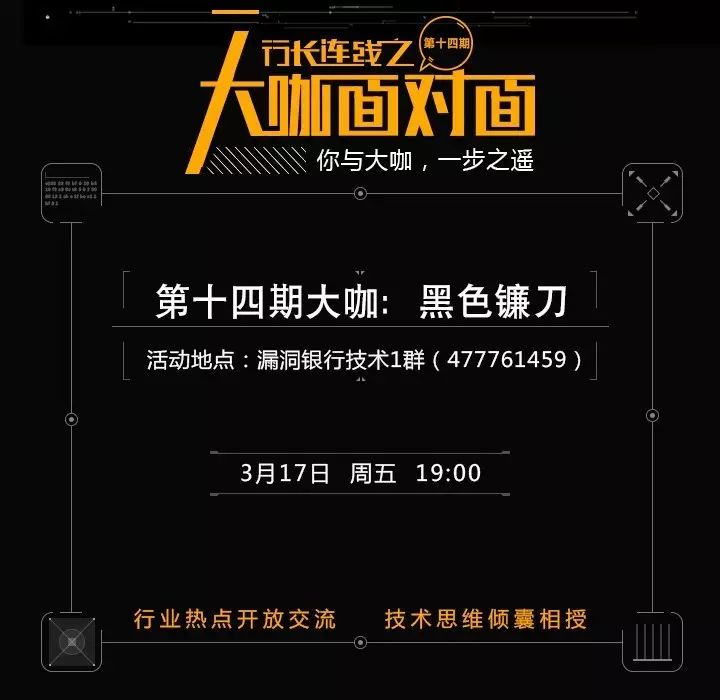 行长连线之
第十四期
大咖面对面
你与大咖，一步之遥
第十四期大咖：黑色镰刀
活动地点：漏洞银行技术1群（477761459）
3月17日 周五 19:00
行业热点开放交流 技术思维倾囊相授